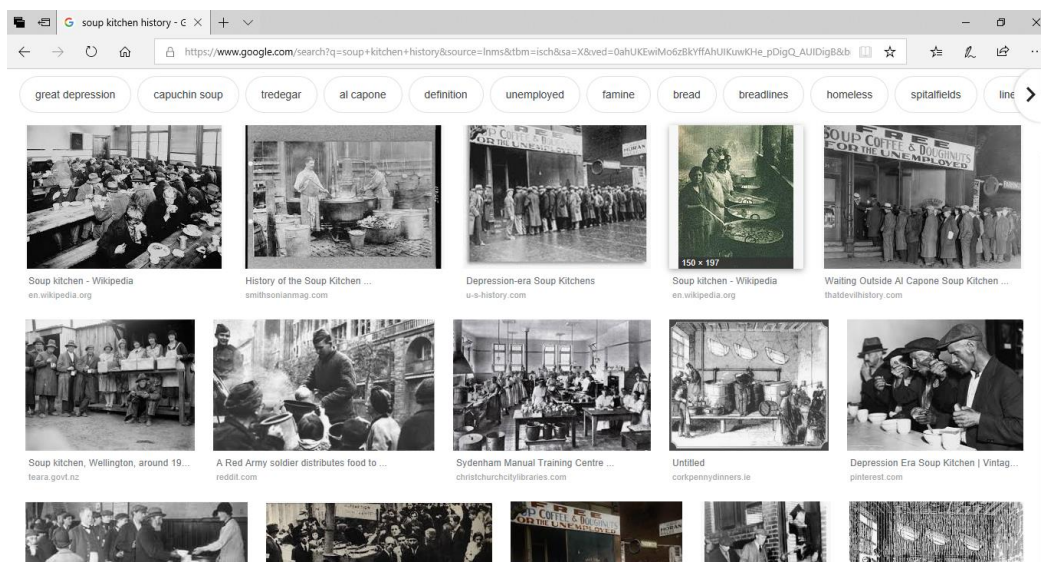 soup kitchen history - G
https://www.google.com/search?q=soup+kitchen+history&source=lnms&tbm=isch&sa=X&ved=0ahUKEwiMo6zBkYffAhUIKuwKHe_pDigQ_AUIDigB&b
great depression capuchin soup tredegar al capone definition unemployed famine bread breadlines homeless spitalfields line
FREE
UP COFFEE & DOUGHNUTS
OR THE UNEMPLOYED
FREE
SOUP COFFEE & DOUGHNUTS
FOR THE UNEMPLOYED
150 × 197
Soup kitchen - Wikipedia
en.wikipedia.org
History of the Soup Kitchen ...
smithsonianmag.com
Depression-era Soup Kitchens
u-s-history.com
Soup kitchen - Wikipedia
en.wikipedia.org
Waiting Outside Al Capone Soup Kitchen ...
thatdevilhistory.com
Soup kitchen, Wellington, around 19...
teara.govt.nz
A Red Army soldier distributes food to ...
reddit.com
Sydenham Manual Training Centre ...
christchurchcitylibraries.com
Untitled
corkpennydinners.ie
Depression Era Soup Kitchen | Vintag...
pinterest.com
UP COFFEE & DOUGHNUTS
OR THE UNEMPLOYED